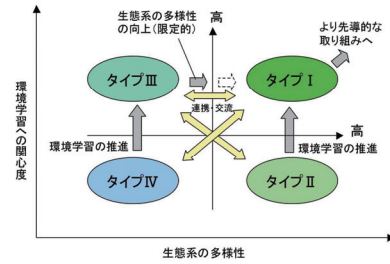 生態系の多様性
の向上（限定的）
高
より先導的な
取り組みへ
タイプⅢ
タイプⅠ
連携・交流
環境学習への関心度
高
環境学習の推進
環境学習の推進
タイプⅣ
タイプⅡ
生態系の多様性